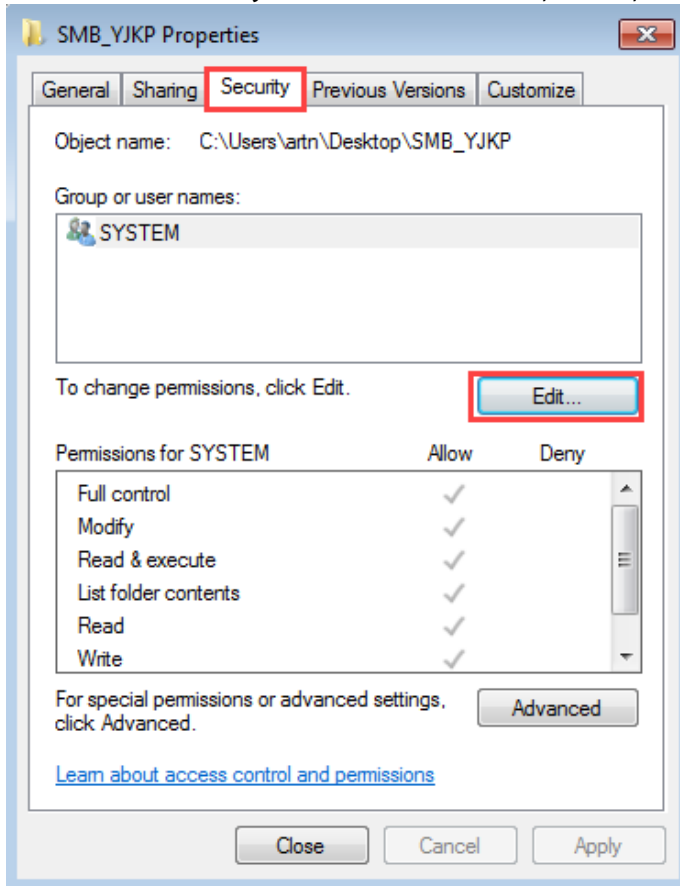 SMB_YJKP Properties
General Sharing Security Previous Versions Customize
Object name: C:\Users\artn\Desktop\SMB_YJKP
Group or user names:
SYSTEM
To change permissions, click Edit.
Edit...
Permissions for SYSTEM Allow Deny
Full control
Modify
Read & execute
List folder contents
Read
Write
For special permissions or advanced settings,
click Advanced.
Advanced
Learn about access control and permissions
Close Cancel Apply